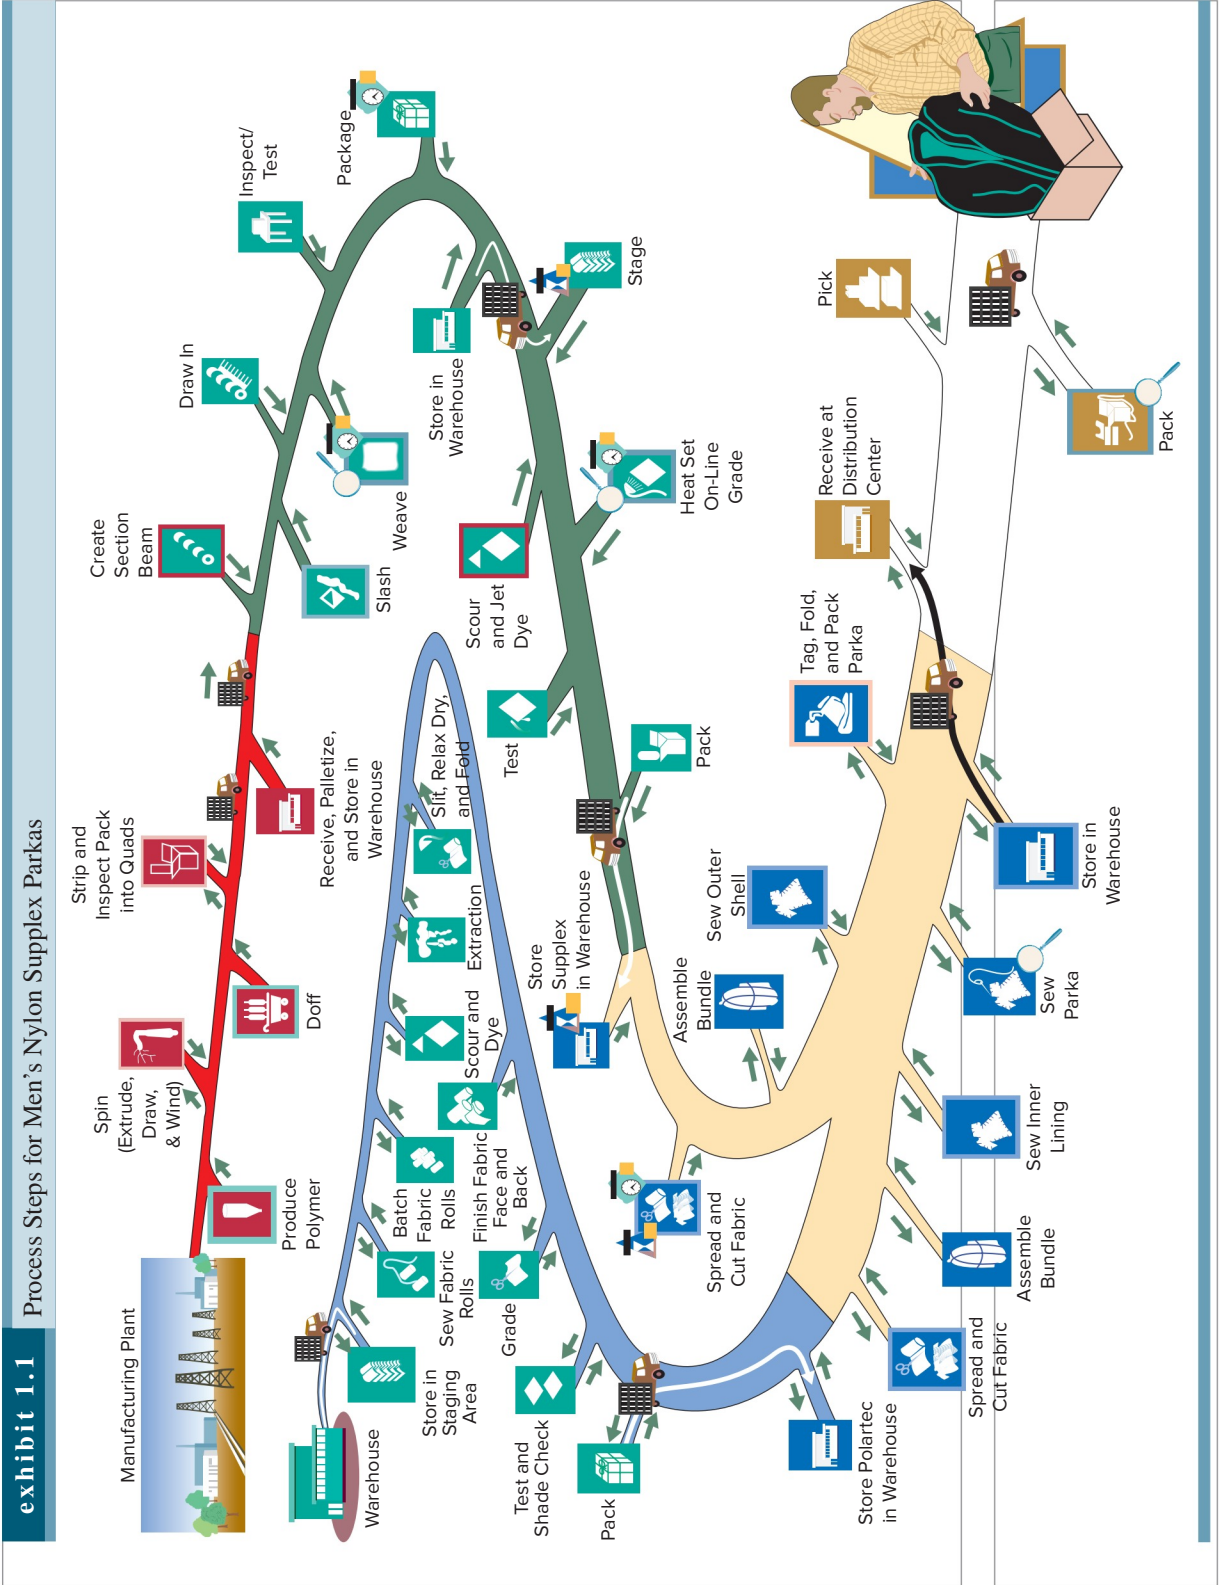 exhibit 1.1
Process Steps for Men's Nylon Supplex Parkas
Manufacturing Plant
Produce
Polymer
Spin
(Extrude,
Draw,
& Wind)
Doff
Strip and
Inspect Pack
into Quads
Receive, Palletize,
and Store in
Warehouse
Create
Section
Beam
Slash
Draw In
Weave
Inspect/
Test
Package
Store in
Warehouse
Stage
Scour
and Jet
Dye
Heat Set
On-Line
Grade
Test
Pack
Store
Supplex
in Warehouse
Warehouse
Store in
Staging
Area
Sew Fabric
Rolls
Batch
Fabric
Rolls
Scour and
Dye
Extraction
Slit, Relax Dry,
and Fold
Finish Fabric
Face and
Back
Grade
Test and
Shade Check
Pack
Store Polartec
in Warehouse
Spread and
Cut Fabric
Assemble
Bundle
Sew Outer
Shell
Spread and
Cut Fabric
Assemble
Bundle
Sew Inner
Lining
Sew
Parka
Tag, Fold,
and Pack
Parka
Store in
Warehouse
Receive at
Distribution
Center
Pick
Pack